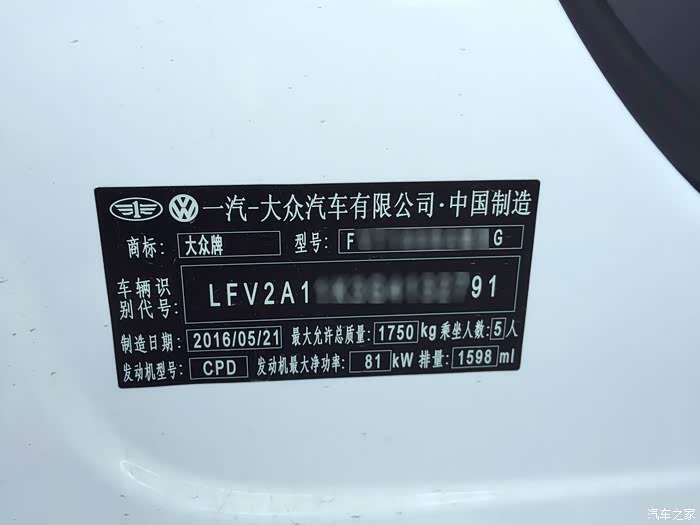 一汽-大众汽车有限公司·中国制造
商标: 大众牌 型号: F G
车辆识别代号: LFV2A1 91
制造日期: 2016/05/21 最大允许总质量: 1750 kg 乘坐人数: 5 人
发动机型号: CPD 发动机最大净功率: 81 kW 排量: 1598 ml
汽车之家